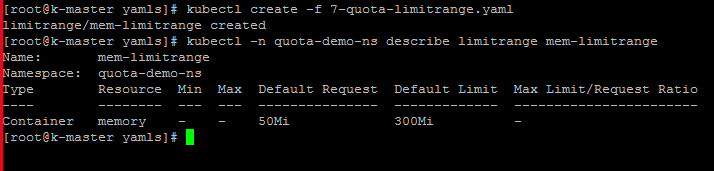 [root@k-master yamls]# kubectl create -f 7-quota-limitrange.yaml
limitrange/mem-limitrange created
[root@k-master yamls]# kubectl -n quota-demo-ns describe limitrange mem-limitrange
Name:       mem-limitrange
Namespace:  quota-demo-ns
Type        Resource  Min  Max  Default Request  Default Limit  Max Limit/Request Ratio
----        --------  ---  ---  ---------------  -------------  -----------------------
Container   memory    -    -    50Mi             300Mi          -
[root@k-master yamls]#